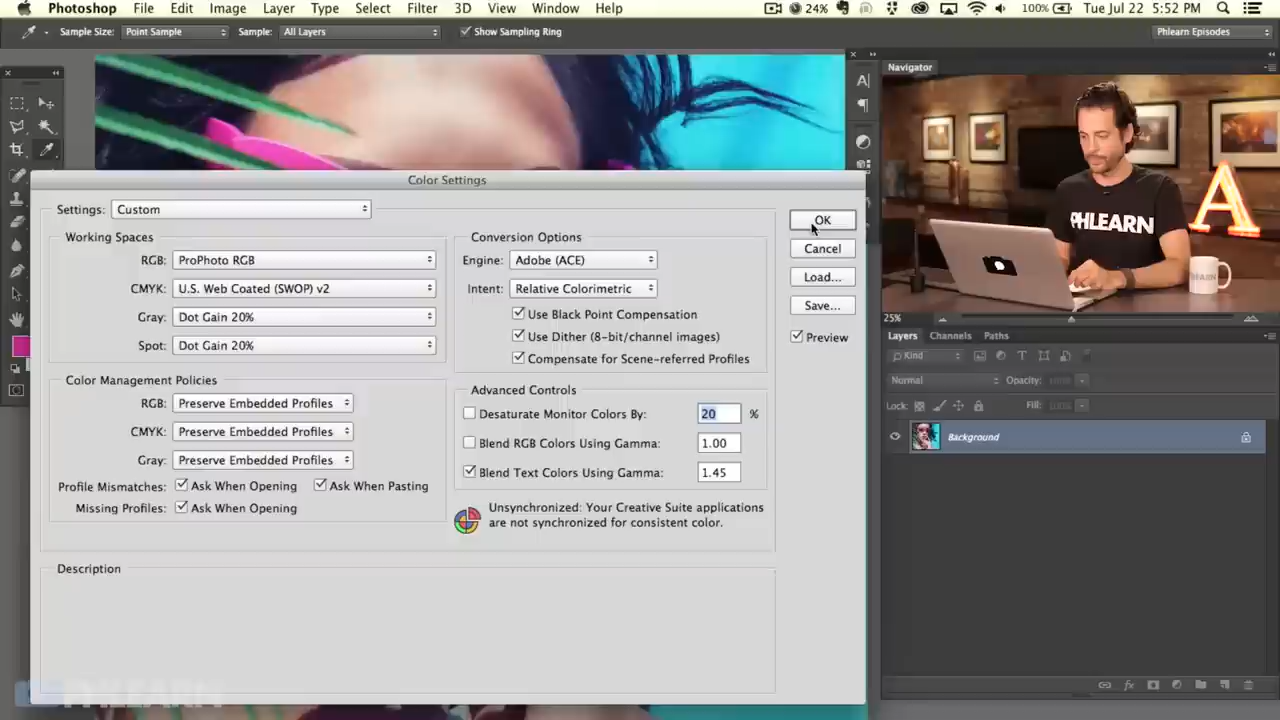 Photoshop File Edit Image Layer Type Select Filter 3D View Window Help 24% 100% Tue Jul 22 5:52 PM
Sample Size: Point Sample Sample: All Layers Show Sampling Ring Phlearn Episodes
Navigator
PHLEARN
A
25%
Color Settings
Settings: Custom
OK
Cancel
Load...
Save...
Preview
Working Spaces
RGB: ProPhoto RGB
CMYK: U.S. Web Coated (SWOP) v2
Gray: Dot Gain 20%
Spot: Dot Gain 20%
Conversion Options
Engine: Adobe (ACE)
Intent: Relative Colorimetric
Use Black Point Compensation
Use Dither (8-bit/channel images)
Compensate for Scene-referred Profiles
Color Management Policies
RGB: Preserve Embedded Profiles
CMYK: Preserve Embedded Profiles
Gray: Preserve Embedded Profiles
Profile Mismatches: Ask When Opening Ask When Pasting
Missing Profiles: Ask When Opening
Advanced Controls
Desaturate Monitor Colors By: 20 %
Blend RGB Colors Using Gamma: 1.00
Blend Text Colors Using Gamma: 1.45
Unsynchronized: Your Creative Suite applications
are not synchronized for consistent color.
Description
Layers Channels Paths
Kind
Normal Opacity: 100%
Lock: Fill: 100%
Background
PHLEARN